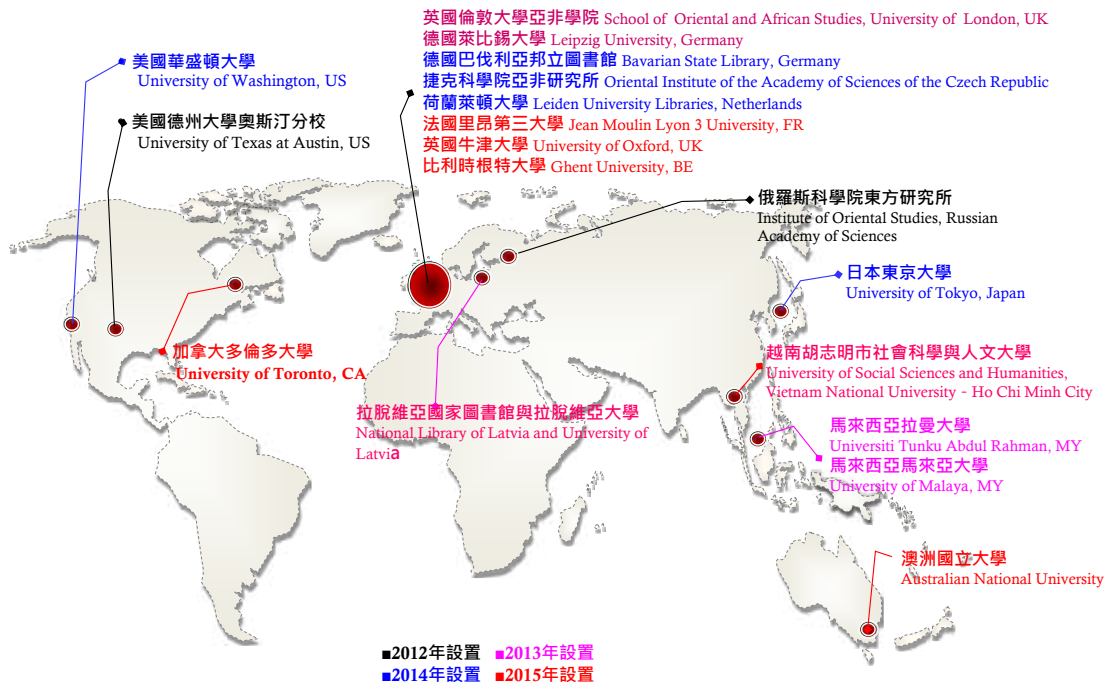 英國倫敦大學亞非學院 School of Oriental and African Studies, University of London, UK
德國萊比錫大學 Leipzig University, Germany
德國巴伐利亞邦立圖書館 Bavarian State Library, Germany
捷克科學院亞非研究所 Oriental Institute of the Academy of Sciences of the Czech Republic
荷蘭萊頓大學 Leiden University Libraries, Netherlands
法國里昂第三大學 Jean Moulin Lyon 3 University, FR
英國牛津大學 University of Oxford, UK
比利時根特大學 Ghent University, BE
美國華盛頓大學
University of Washington, US
美國德州大學奧斯汀分校
University of Texas at Austin, US
俄羅斯科學院東方研究所
Institute of Oriental Studies, Russian
Academy of Sciences
日本東京大學
University of Tokyo, Japan
加拿大多倫多大學
University of Toronto, CA
越南胡志明市社會科學與人文大學
University of Social Sciences and Humanities,
Vietnam National University - Ho Chi Minh City
拉脫維亞國家圖書館與拉脫維亞大學
National Library of Latvia and University of
Latvia
馬來西亞拉曼大學
Universiti Tunku Abdul Rahman, MY
馬來西亞馬來亞大學
University of Malaya, MY
澳洲國立大學
Australian National University
■2012年設置 ■2013年設置
■2014年設置 ■2015年設置